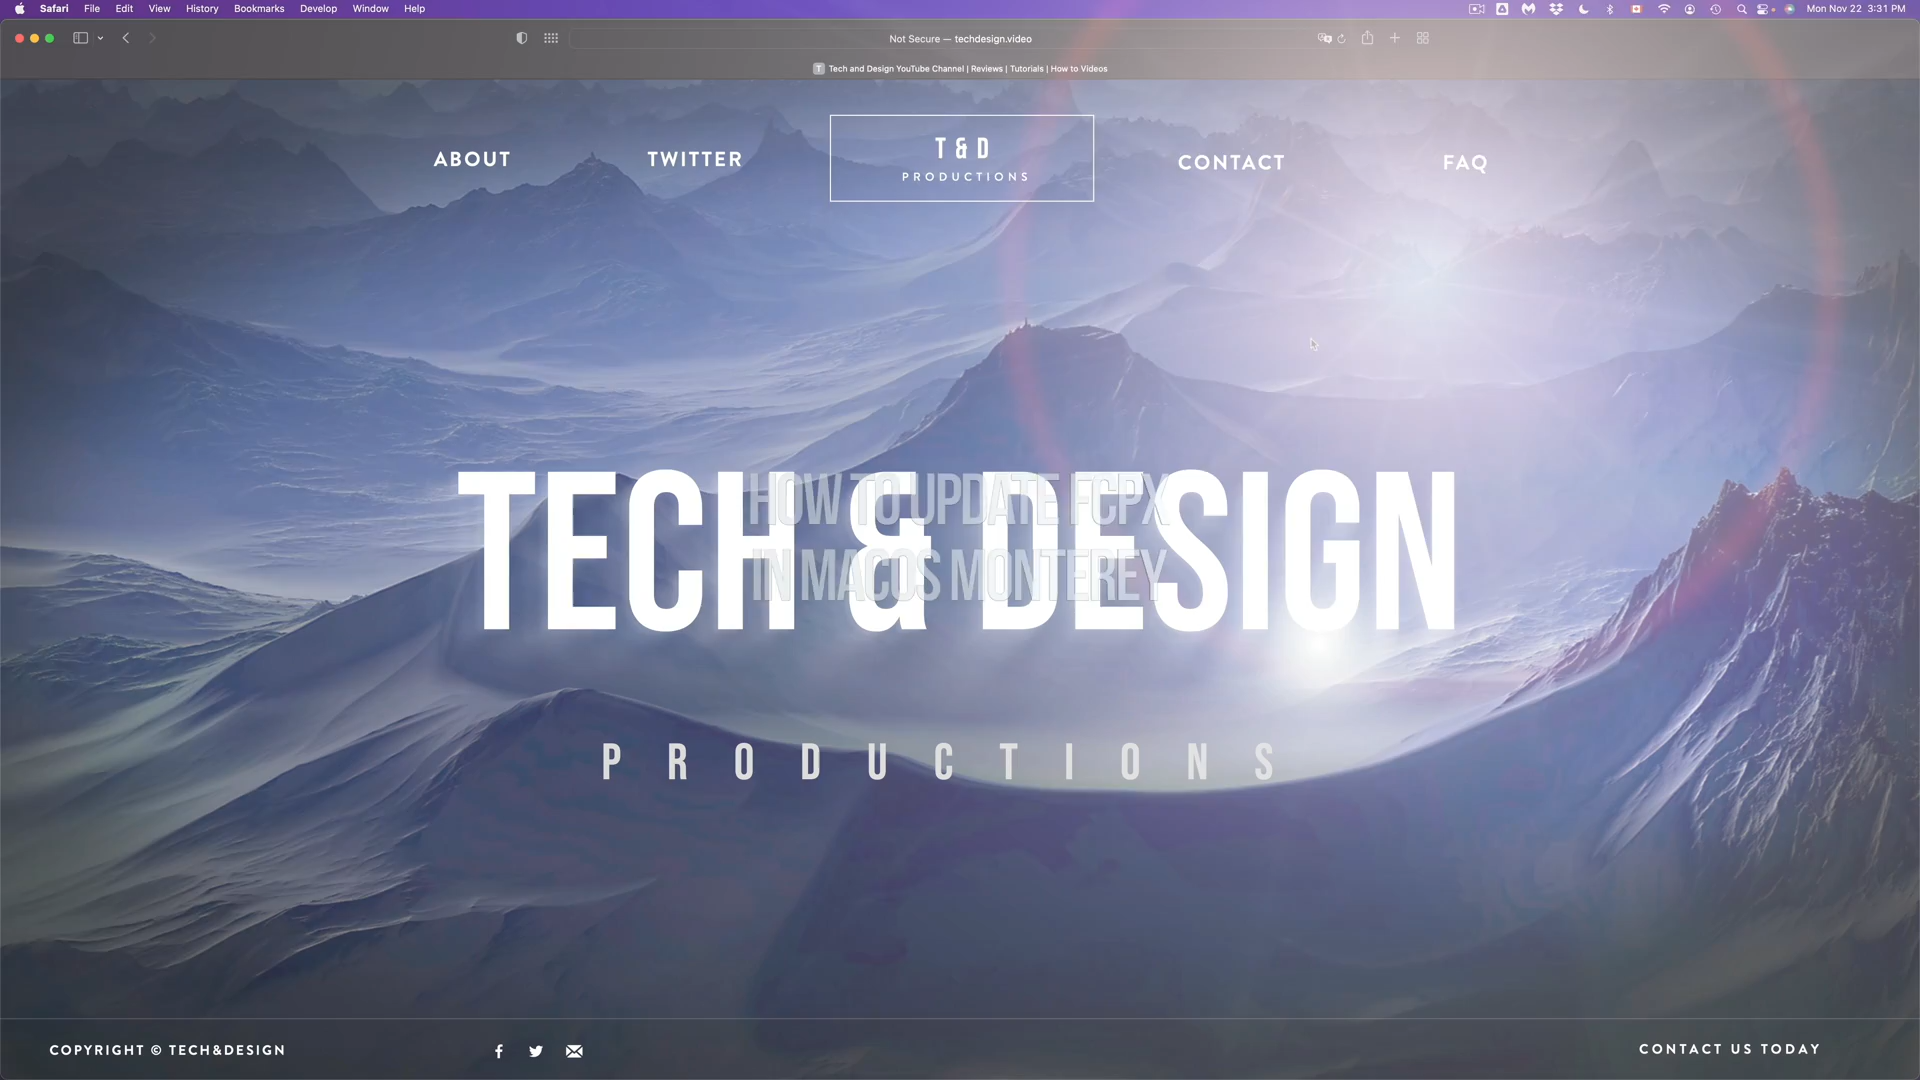 Safari File Edit View History Bookmarks Develop Window Help
Mon Nov 22 3:31 PM
Not Secure — techdesign.video
T Tech and Design YouTube Channel | Reviews | Tutorials | How to Videos
ABOUT
TWITTER
T & D
PRODUCTIONS
CONTACT
FAQ
TECH & DESIGN
HOW TO UPDATE FCPX
IN MACOS MONTEREY
PRODUCTIONS
COPYRIGHT © TECH&DESIGN
CONTACT US TODAY